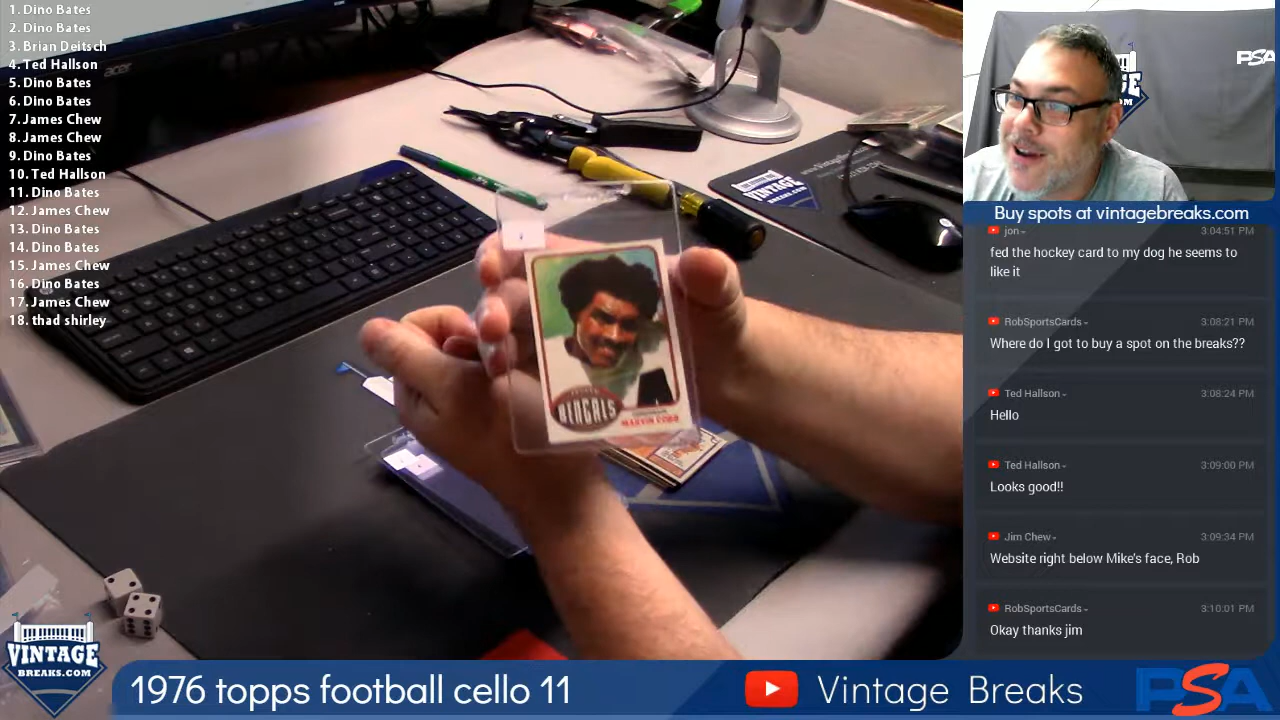 1. Dino Bates
2. Dino Bates
3. Brian Deitsch
4. Ted Hallson
5. Dino Bates
6. Dino Bates
7. James Chew
8. James Chew
9. Dino Bates
10. Ted Hallson
11. Dino Bates
12. James Chew
13. Dino Bates
14. Dino Bates
15. James Chew
16. Dino Bates
17. James Chew
18. thad shirley
acer
VINTAGE
BREAKS.COM
BENGALS
MARVIN COBB
PSA
Buy spots at vintagebreaks.com
jon 3:04:51 PM
fed the hockey card to my dog he seems to
like it
RobSportsCards 3:08:21 PM
Where do I got to buy a spot on the breaks??
Ted Hallson 3:08:24 PM
Hello
Ted Hallson 3:09:00 PM
Looks good!!
Jim Chew 3:09:34 PM
Website right below Mike's face, Rob
RobSportsCards 3:10:01 PM
Okay thanks jim
VINTAGE
BREAKS.COM
1976 topps football cello 11
Vintage Breaks
PSA